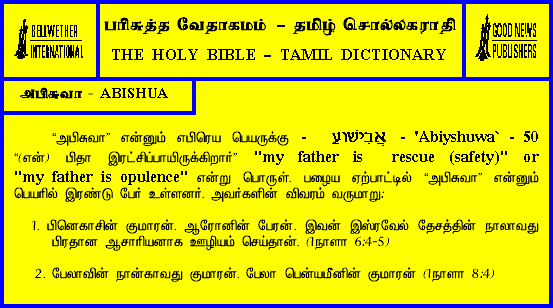 BELLWETHER
INTERNATIONAL
பரிசுத்த வேதாகமம் – தமிழ் சொல்லகராதி
THE HOLY BIBLE – TAMIL DICTIONARY
GOOD NEWS
PUBLISHERS
அபிசுவா - ABISHUA
“அபிசுவா” என்னும் எபிரெய பெயருக்கு - אֲבִישׁוּעַ - 'Abiyshuwa` - 50
“(என்) பிதா இரட்சிப்பாயிருக்கிறார்” "my father is rescue (safety)" or
"my father is opulence" என்று பொருள். பழைய ஏற்பாட்டில் “அபிசுவா” என்னும்
பெயரில் இரண்டு பேர் உள்ளனர். அவர்களின் விவரம் வருமாறு:
1. பினெகாசின் குமாரன். ஆரோனின் பேரன். இவன் இஸ்ரவேல் தேசத்தின் நாலாவது
பிரதான ஆசாரியனாக ஊழியம் செய்தான். (1நாளா 6:4-5)
2. பேலாவின் நான்காவது குமாரன். பேலா பென்யமீனின் குமாரன் (1நாளா 8:4)